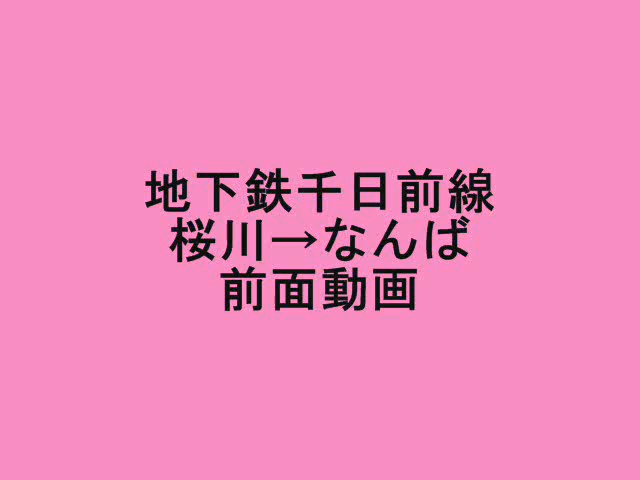 地下鉄千日前線
桜川→なんば
前面動画